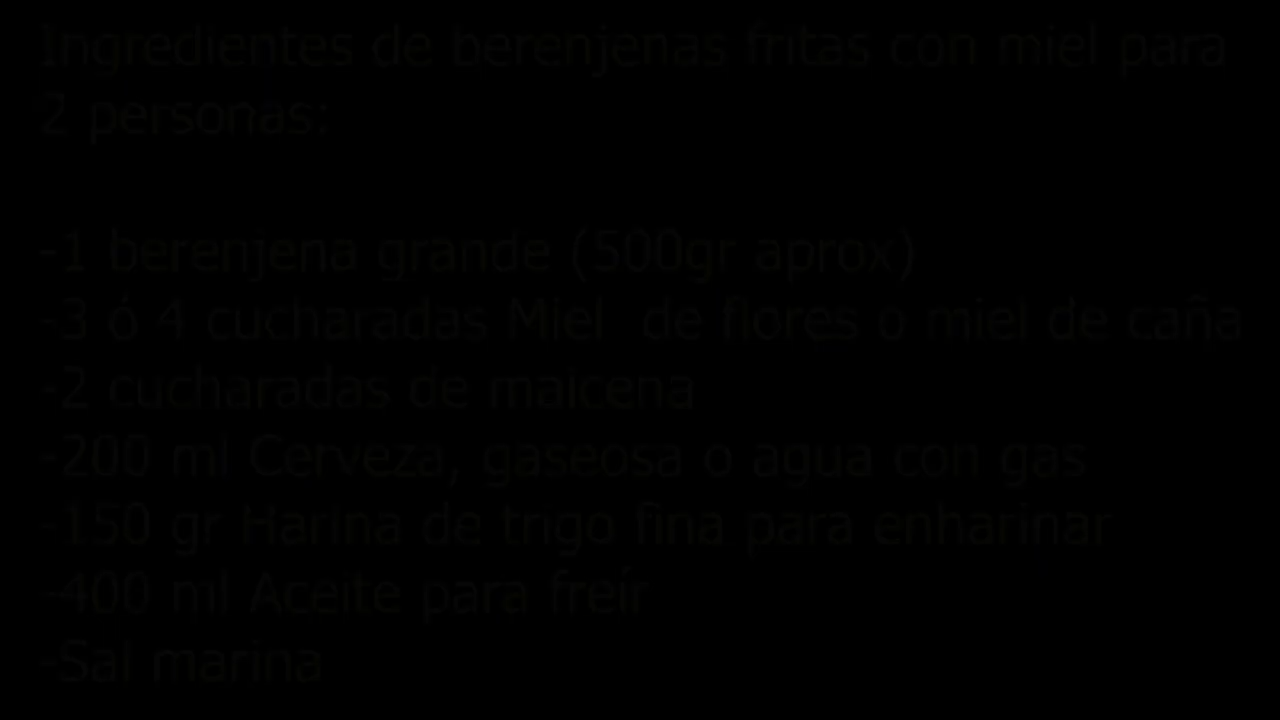 Ingredientes de berenjenas fritas con miel para
2 personas:
-1 berenjena grande (500gr aprox)
-3 ó 4 cucharadas Miel de flores o miel de caña
-2 cucharadas de maicena
-200 ml Cerveza, gaseosa o agua con gas
-150 gr Harina de trigo fina para enharinar
-400 ml Aceite para freír
-Sal marina